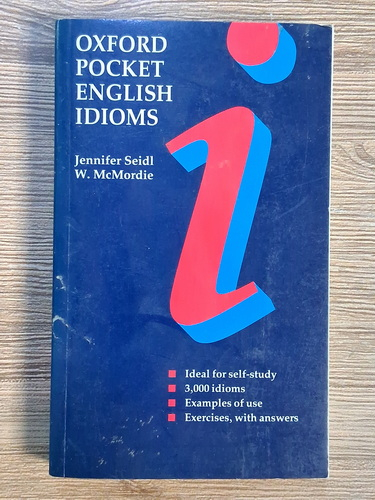 OXFORD
POCKET
ENGLISH
IDIOMS
Jennifer Seidl
W. McMordie
i
Ideal for self-study
3,000 idioms
Examples of use
Exercises, with answers